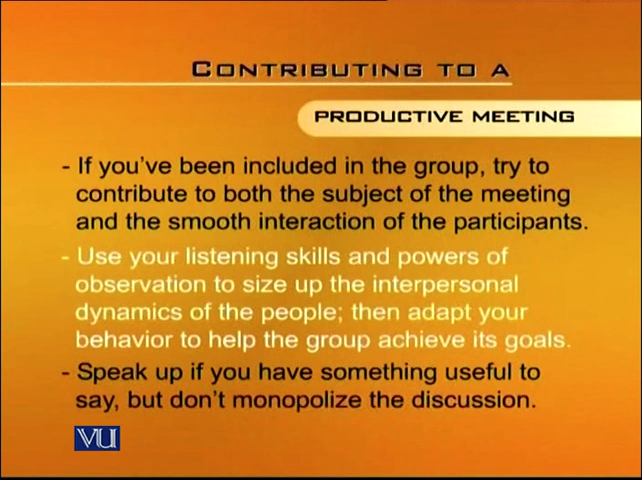 CONTRIBUTING TO A
PRODUCTIVE MEETING
- If you've been included in the group, try to
contribute to both the subject of the meeting
and the smooth interaction of the participants.
- Use your listening skills and powers of
observation to size up the interpersonal
dynamics of the people; then adapt your
behavior to help the group achieve its goals.
- Speak up if you have something useful to
say, but don't monopolize the discussion.
VU